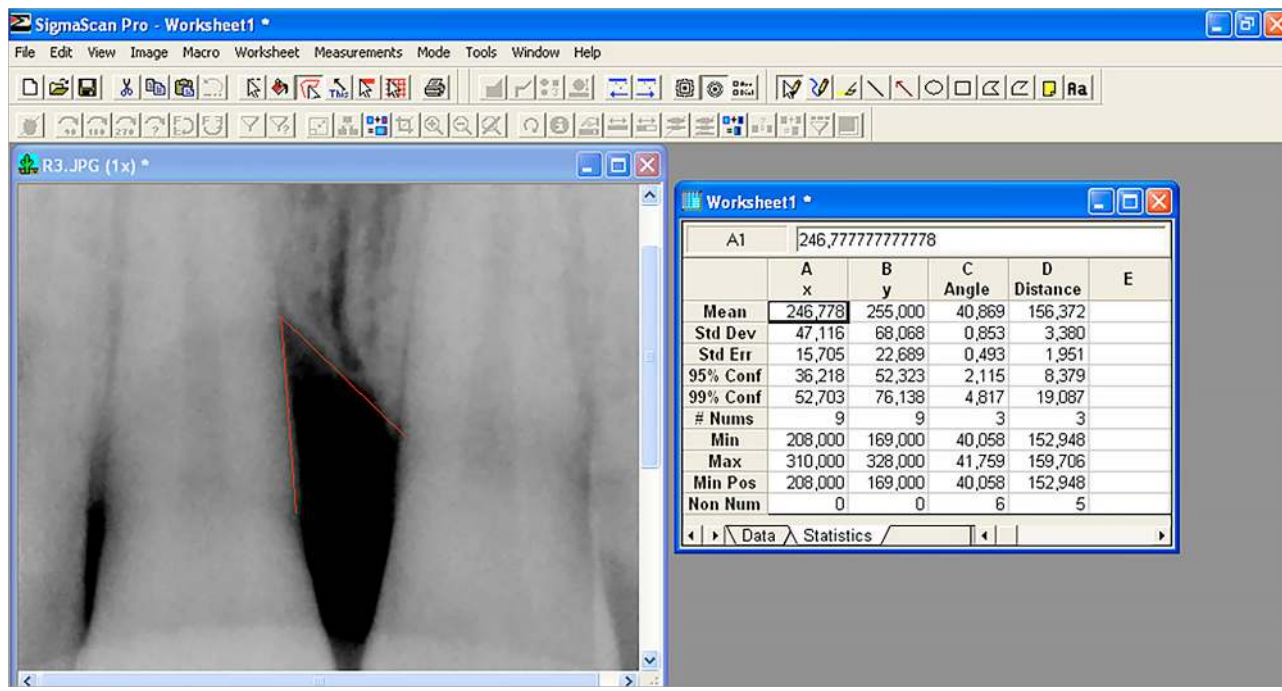 SigmaScan Pro - Worksheet1 *
File Edit View Image Macro Worksheet Measurements Mode Tools Window Help
This
Aa
R3.JPG (1x) *
Worksheet1 *
A1 246,777777777778
A B C D E
x y Angle Distance
Mean 246,778 255,000 40,869 156,372
Std Dev 47,116 68,068 0,853 3,380
Std Err 15,705 22,689 0,493 1,951
95% Conf 36,218 52,323 2,115 8,379
99% Conf 52,703 76,138 4,817 19,087
# Nums 9 9 3 3
Min 208,000 169,000 40,058 152,948
Max 310,000 328,000 41,759 159,706
Min Pos 208,000 169,000 40,058 152,948
Non Num 0 0 6 5
Data Statistics